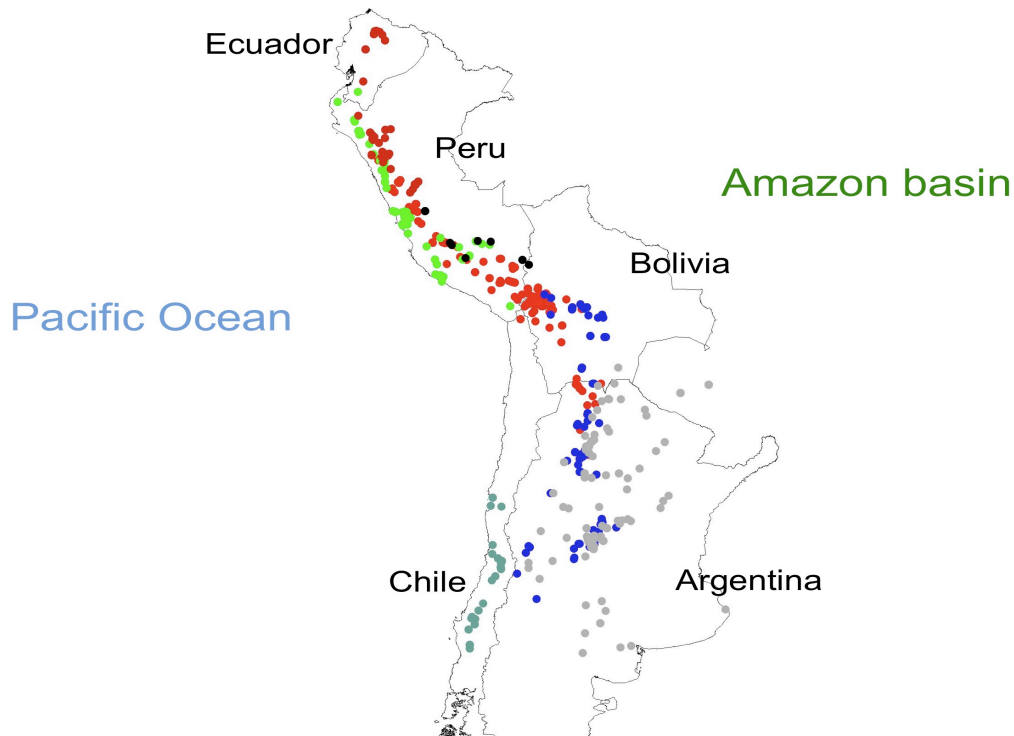 Ecuador
Peru
Amazon basin
Bolivia
Pacific Ocean
Chile
Argentina